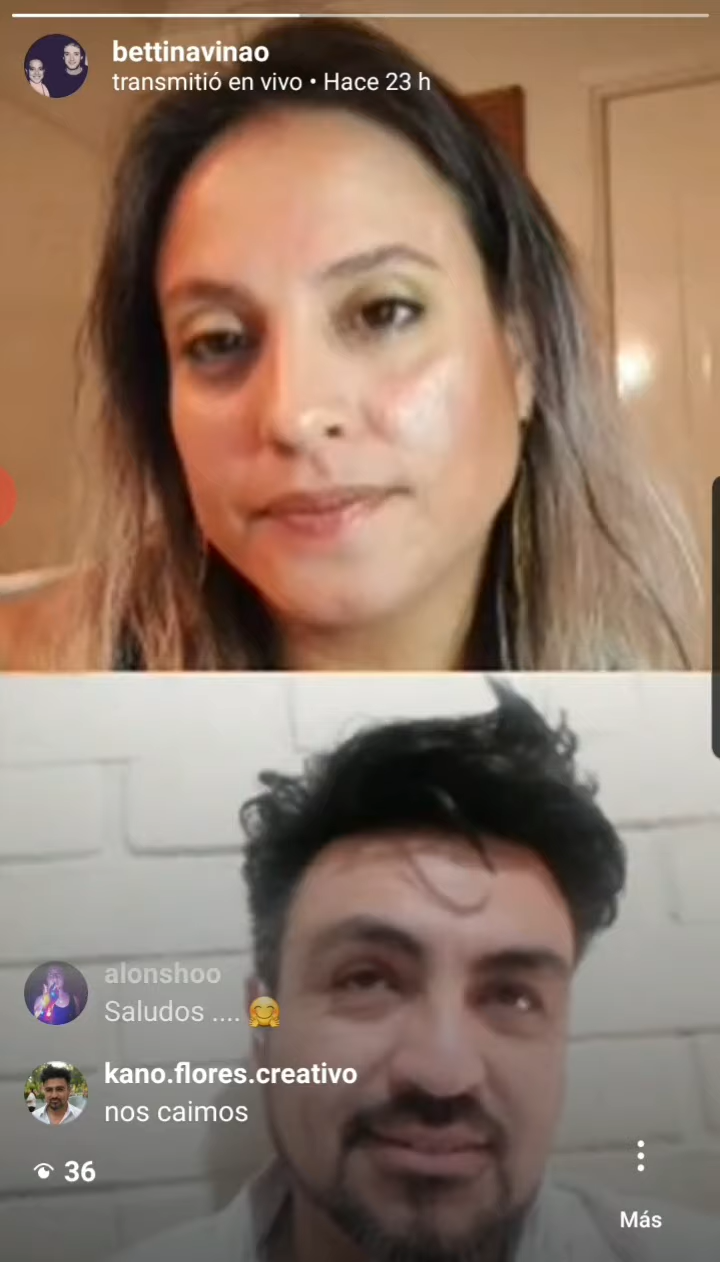 bettinavinao
transmitió en vivo • Hace 23 h
alonshoo
Saludos .... 🤗
kano.flores.creativo
nos caimos
36
Más